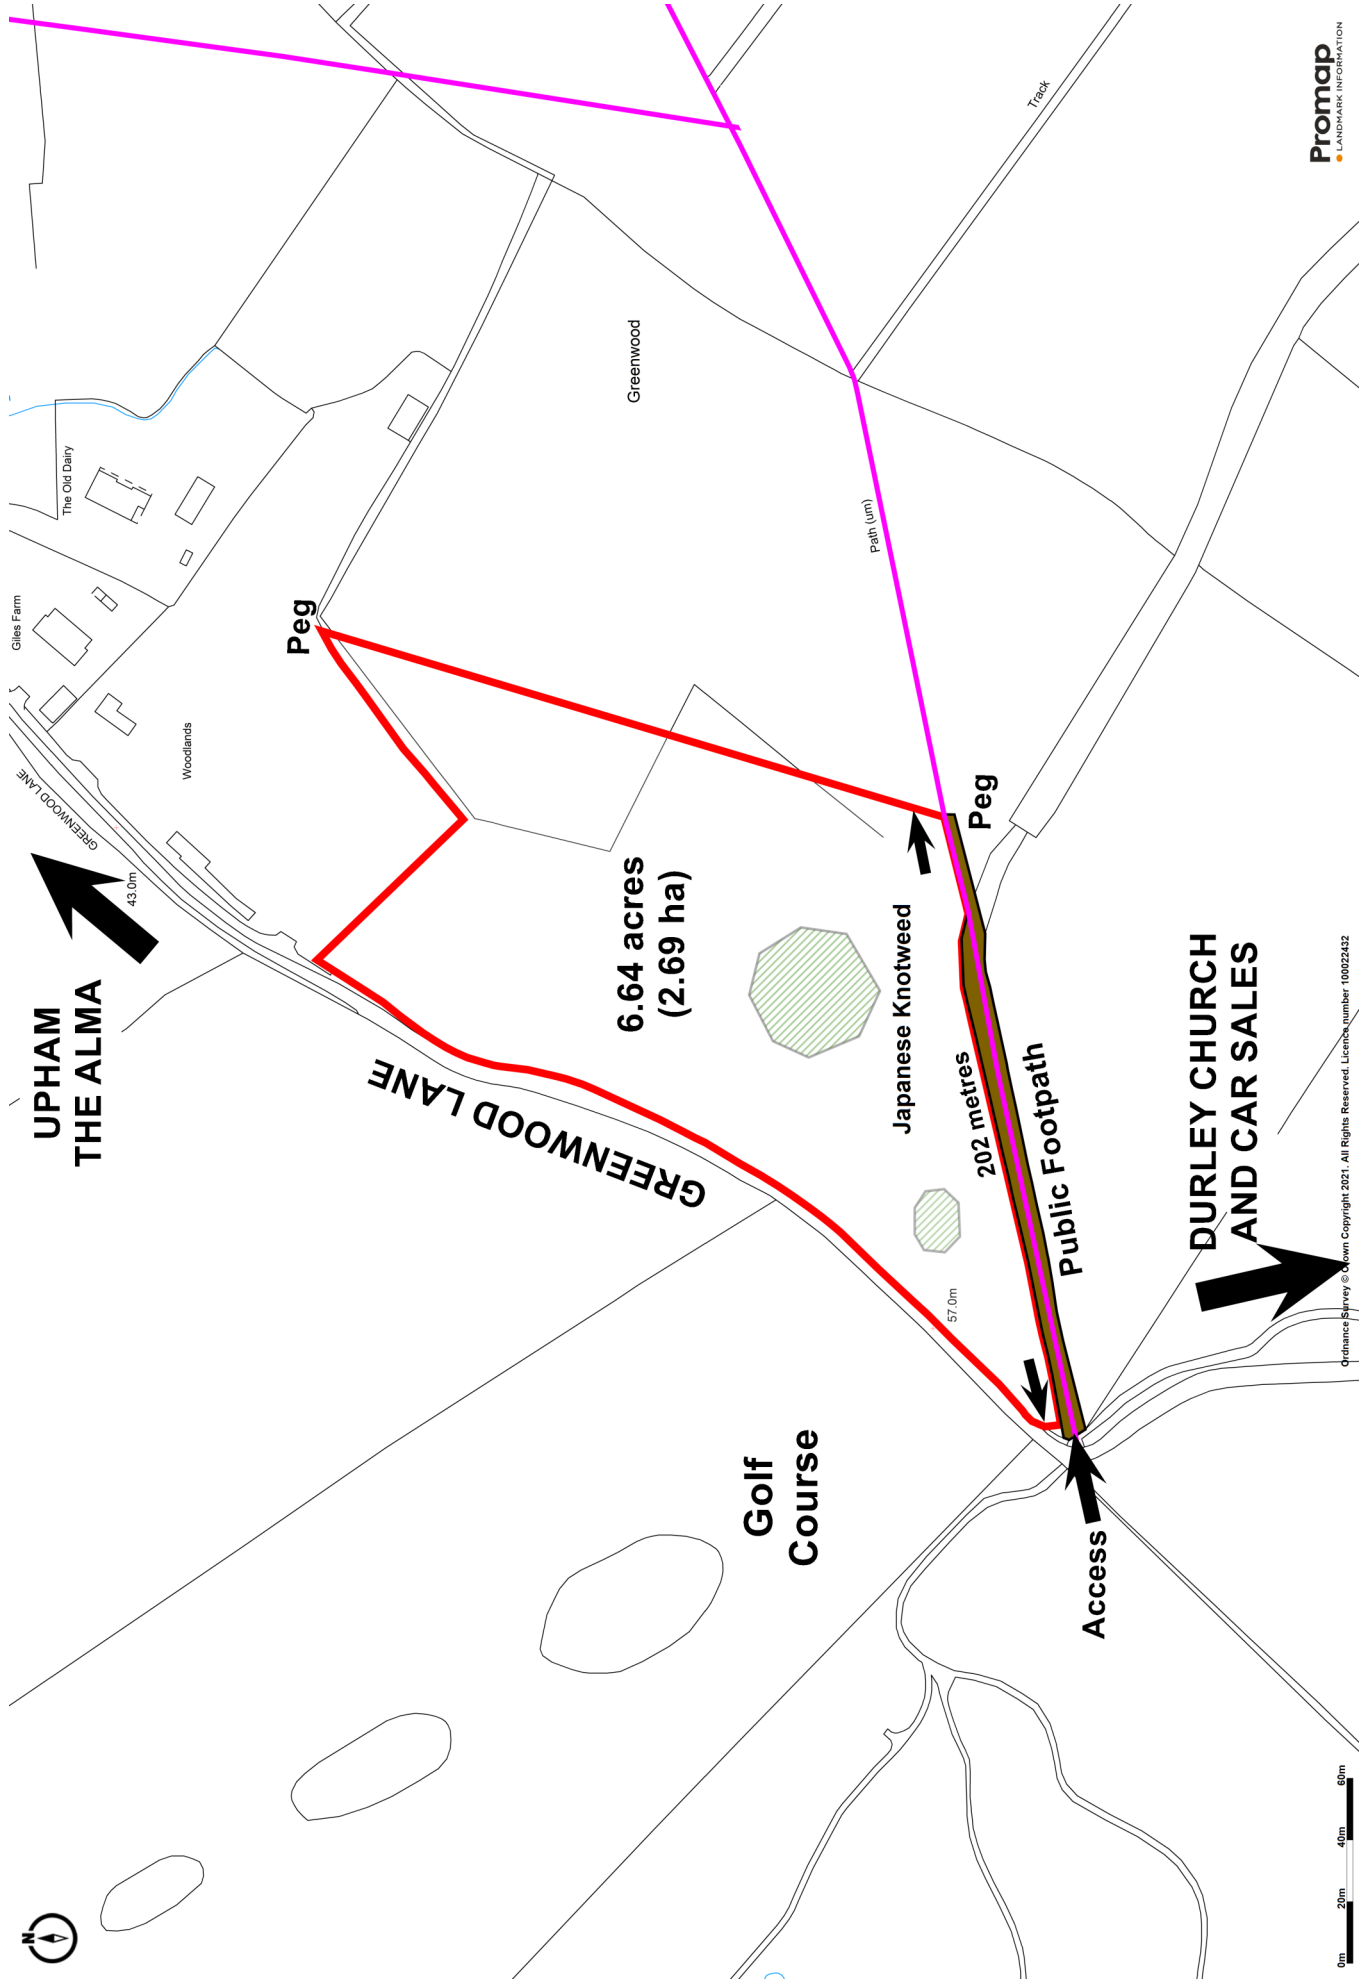 N
UPHAM
THE ALMA
43.0m
GREENWOOD LANE
Giles Farm
The Old Dairy
Woodlands
Peg
Greenwood
GREENWOOD LANE
6.64 acres
(2.69 ha)
Japanese Knotweed
Path (um)
Track
Peg
202 metres
Public Footpath
57.0m
Golf
Course
Access
DURLEY CHURCH
AND CAR SALES
0m
20m
40m
60m
Ordnance Survey © Crown Copyright 2021. All Rights Reserved. Licence number 100022432
Promap
LANDMARK INFORMATION